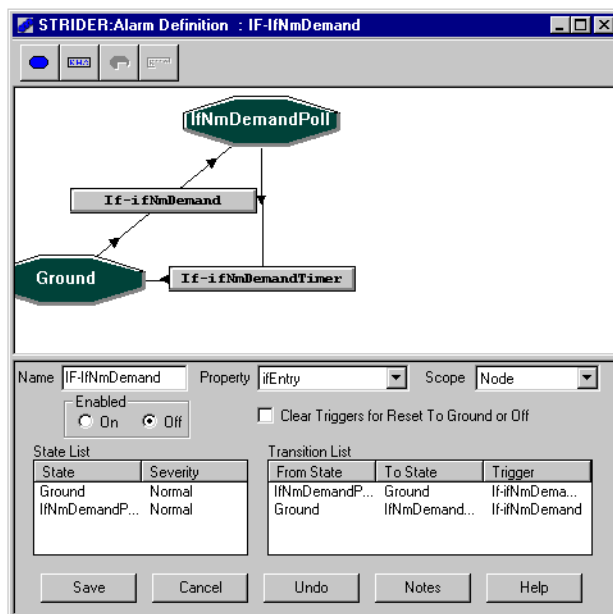 STRIDER:Alarm Definition : IF-IfNmDemand
IfNmDemandPoll
If-ifNmDemand
Ground
If-ifNmDemandTimer
Name IF-IfNmDemand Property ifEntry Scope Node
Enabled
On Off Clear Triggers for Reset To Ground or Off
State List Transition List
State Severity From State To State Trigger
Ground Normal IfNmDemandP... Ground If-ifNmDema...
IfNmDemandP... Normal Ground IfNmDemand... If-ifNmDemand
Save Cancel Undo Notes Help